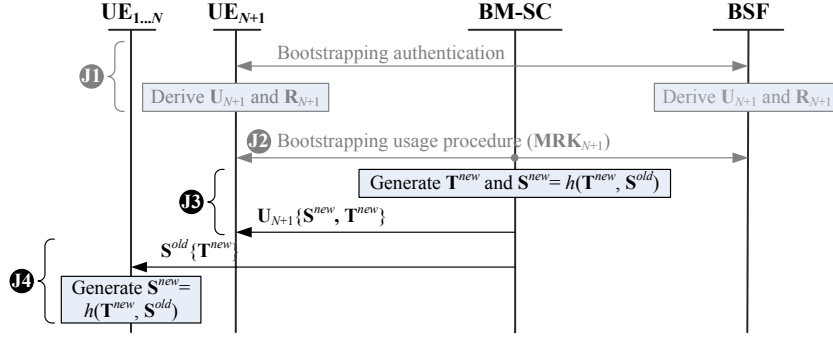 UE1...N UEN+1 BM-SC BSF
Bootstrapping authentication
J1
Derive UN+1 and RN+1 Derive UN+1 and RN+1
J2 Bootstrapping usage procedure (MRKN+1)
Generate Tnew and Snew= h(Tnew, Sold)
J3
UN+1{Snew, Tnew}
Sold{Tnew}
J4
Generate Snew=
h(Tnew, Sold)